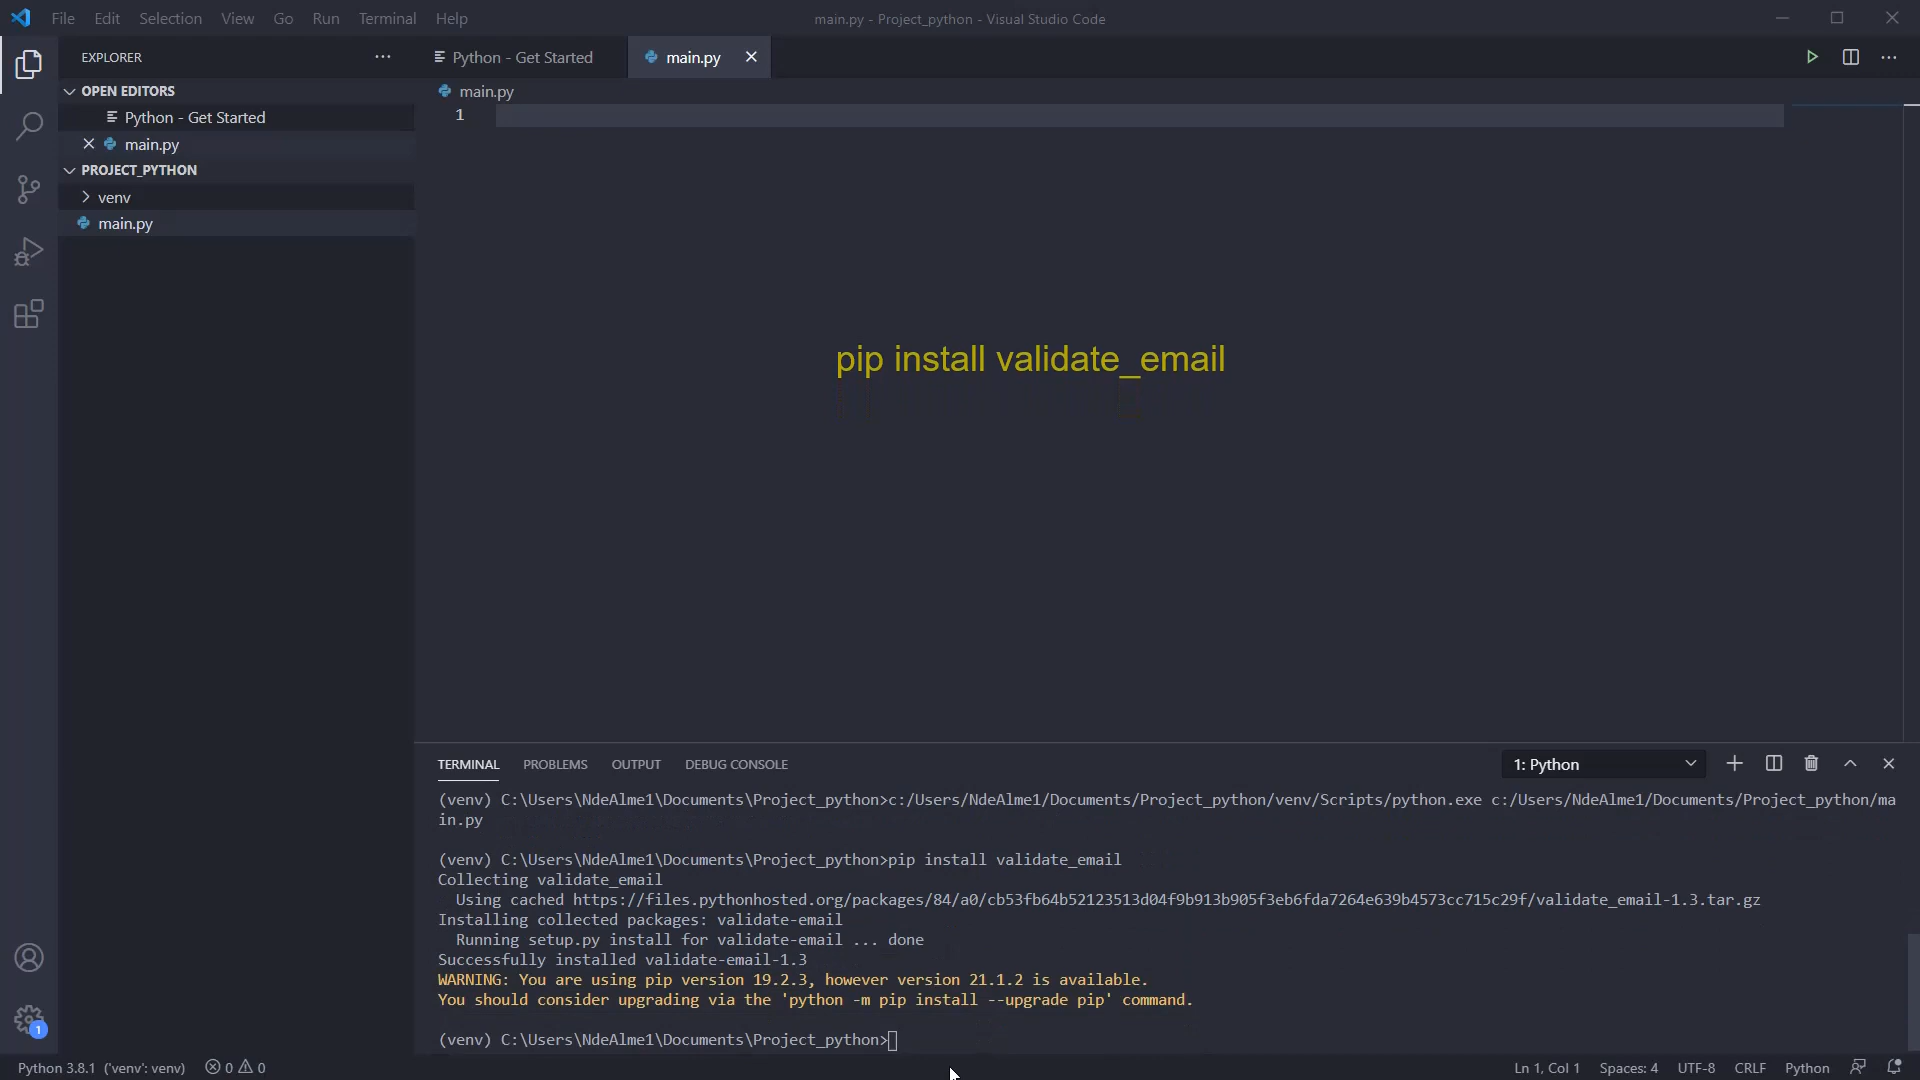 File Edit Selection View Go Run Terminal Help
main.py - Project_python - Visual Studio Code
EXPLORER
Python - Get Started
main.py
OPEN EDITORS
Python - Get Started
main.py
PROJECT_PYTHON
venv
main.py
main.py
1
pip install validate_email
TERMINAL PROBLEMS OUTPUT DEBUG CONSOLE
1: Python
(venv) C:\Users\NdeAlme1\Documents\Project_python>c:/Users/NdeAlme1/Documents/Project_python/venv/Scripts/python.exe c:/Users/NdeAlme1/Documents/Project_python/ma
in.py
(venv) C:\Users\NdeAlme1\Documents\Project_python>pip install validate_email
Collecting validate_email
Using cached https://files.pythonhosted.org/packages/84/a0/cb53fb64b52123513d04f9b913b905f3eb6fda7264e639b4573cc715c29f/validate_email-1.3.tar.gz
Installing collected packages: validate-email
Running setup.py install for validate-email ... done
Successfully installed validate-email-1.3
WARNING: You are using pip version 19.2.3, however version 21.1.2 is available.
You should consider upgrading via the 'python -m pip install --upgrade pip' command.
(venv) C:\Users\NdeAlme1\Documents\Project_python>
1
Python 3.8.1 ('venv': venv) 0 0
Ln 1, Col 1 Spaces: 4 UTF-8 CRLF Python